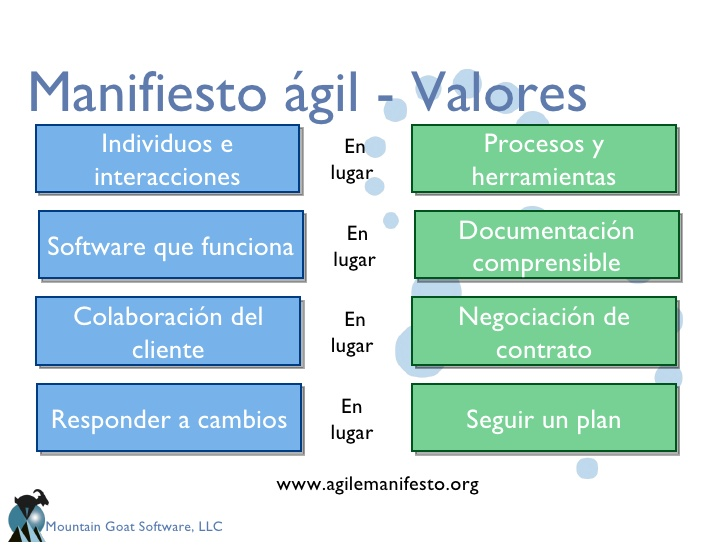 Manifiesto ágil - Valores
Individuos e
interacciones
En
lugar
Procesos y
herramientas
Software que funciona
En
lugar
Documentación
comprensible
Colaboración del
cliente
En
lugar
Negociación de
contrato
Responder a cambios
En
lugar
Seguir un plan
www.agilemanifesto.org
Mountain Goat Software, LLC